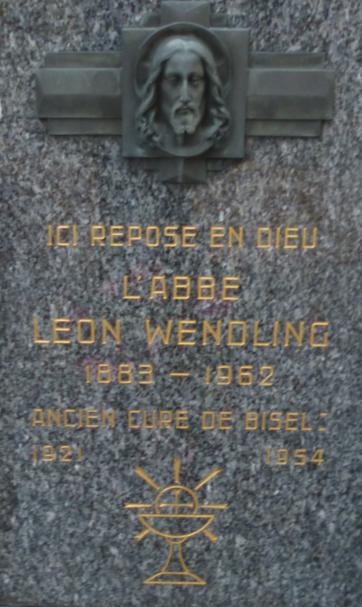 ICI REPOSE EN DIEU
L'ABBE
LEON WENDLING
1883 – 1962
ANCIEN CURE DE BISEL:
1921 1954